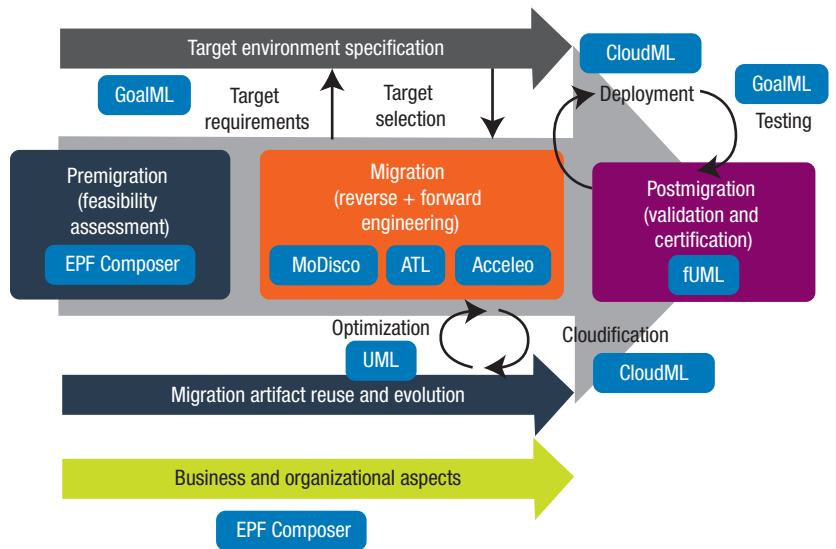 Target environment specification
CloudML
GoalML
Target
requirements
Target
selection
Deployment
GoalML
Testing
Premigration
(feasibility
assessment)
EPF Composer
Migration
(reverse + forward
engineering)
MoDisco
ATL
Acceleo
Postmigration
(validation and
certification)
fUML
Optimization
UML
Cloudification
CloudML
Migration artifact reuse and evolution
Business and organizational aspects
EPF Composer